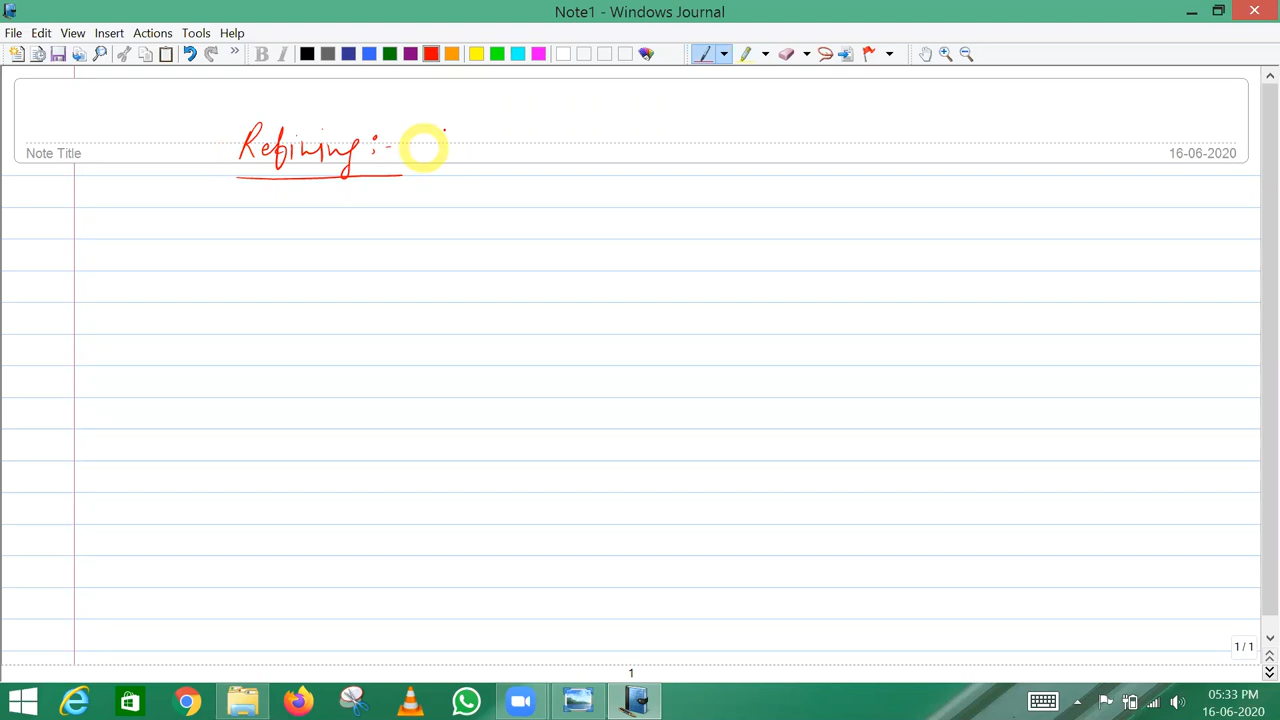 Note1 - Windows Journal
File Edit View Insert Actions Tools Help
B I
Refining :-
Note Title
16-06-2020
1 / 1
1
05:33 PM
16-06-2020